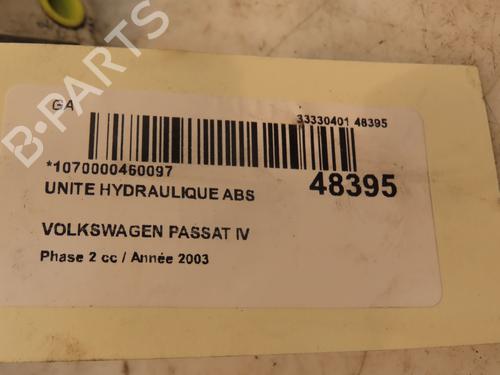 GA
33330401 48395
*1070000460097
UNITE HYDRAULIQUE ABS
48395
VOLKSWAGEN PASSAT IV
Phase 2 cc / Année 2003
B-PARTS